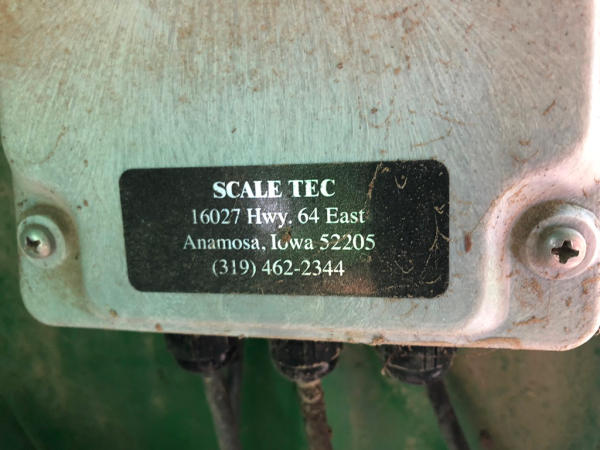 SCALE TEC
16027 Hwy. 64 East
Anamosa, Iowa 52205
(319) 462-2344